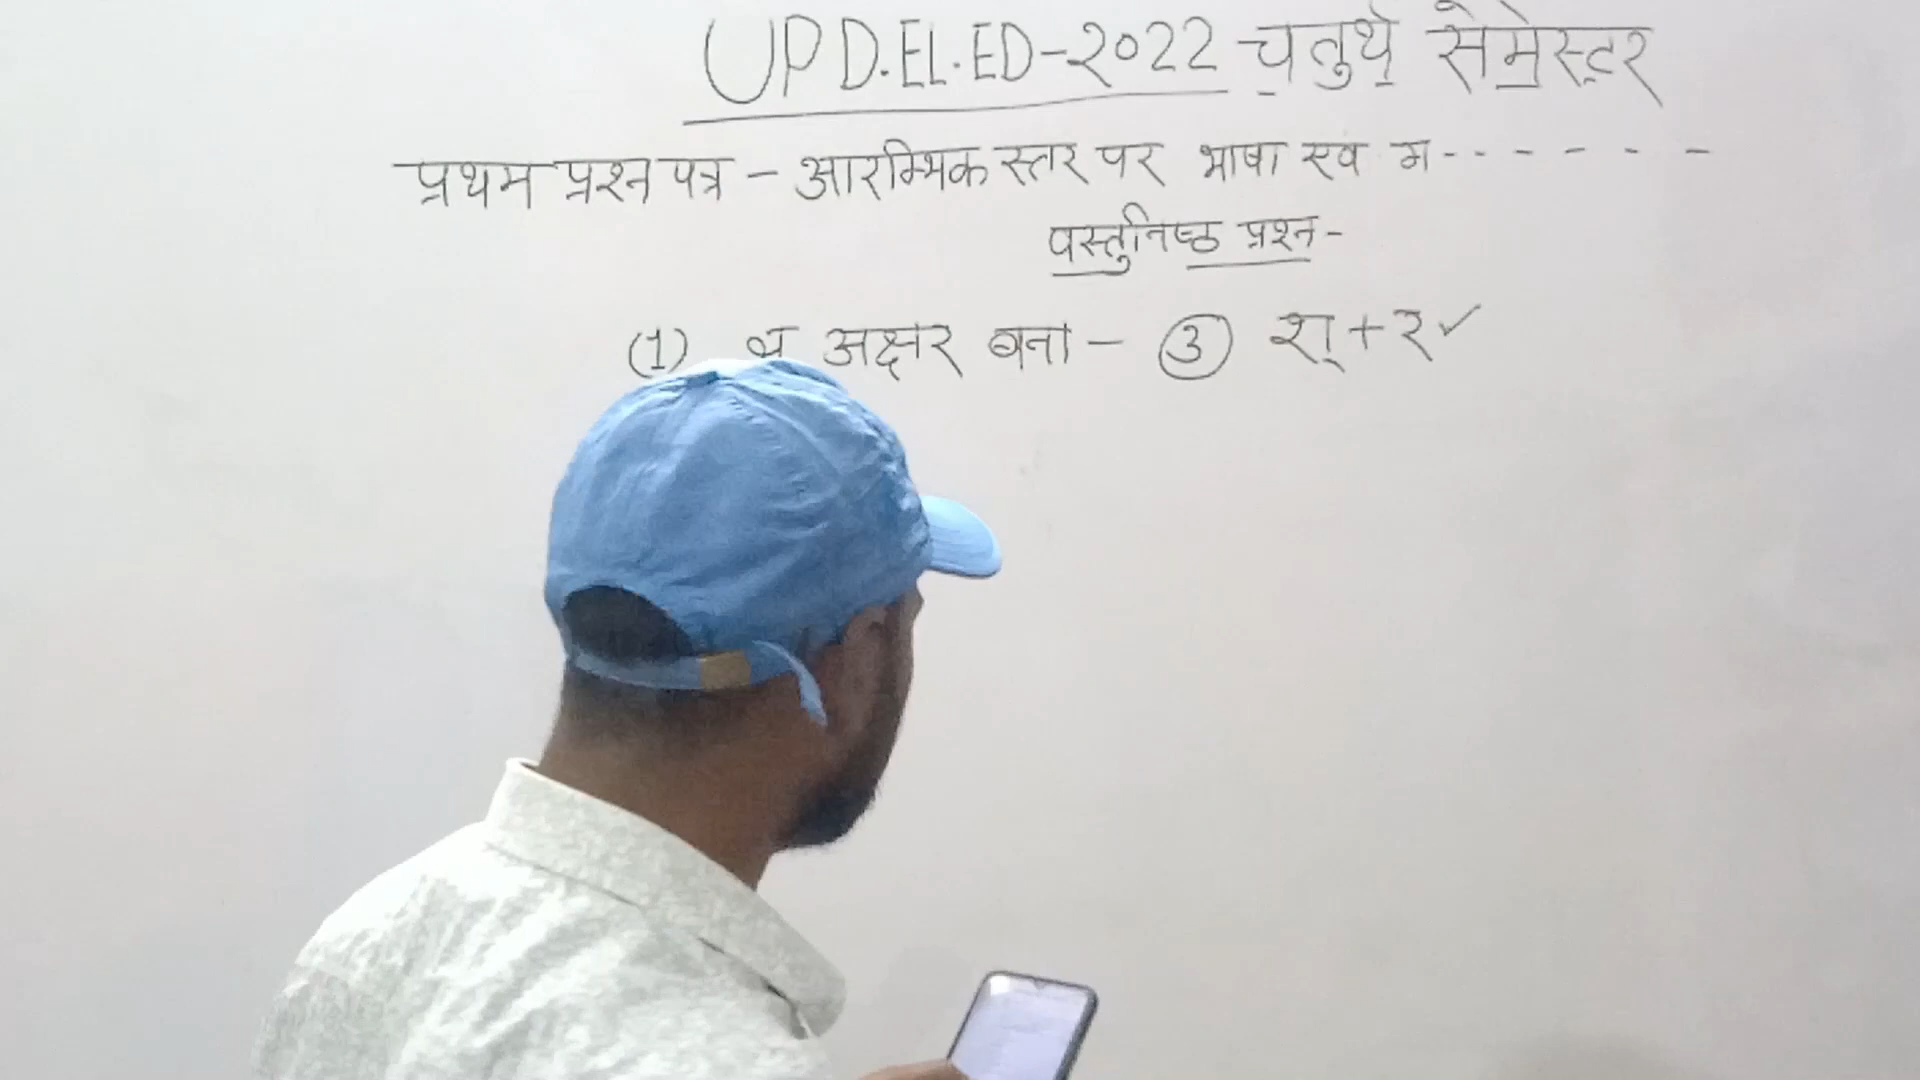 UP D.EL.ED-2022 चतुर्थ सेमेस्टर
प्रथम प्रश्न पत्र - आरम्भिक स्तर पर भाषा एव ग - - - - - -
वस्तुनिष्ठ प्रश्न-
(1) अक्षर बना - ③ श्+र ✓